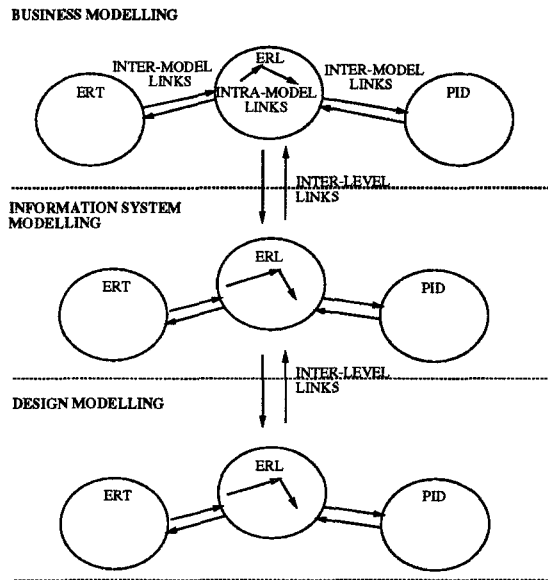 BUSINESS MODELLING
INTER-MODEL
LINKS
ERL
INTER-MODEL
LINKS
ERT
INTRA-MODEL
LINKS
PID
INTER-LEVEL
LINKS
INFORMATION SYSTEM
MODELLING
ERL
ERT
PID
INTER-LEVEL
LINKS
DESIGN MODELLING
ERL
ERT
PID